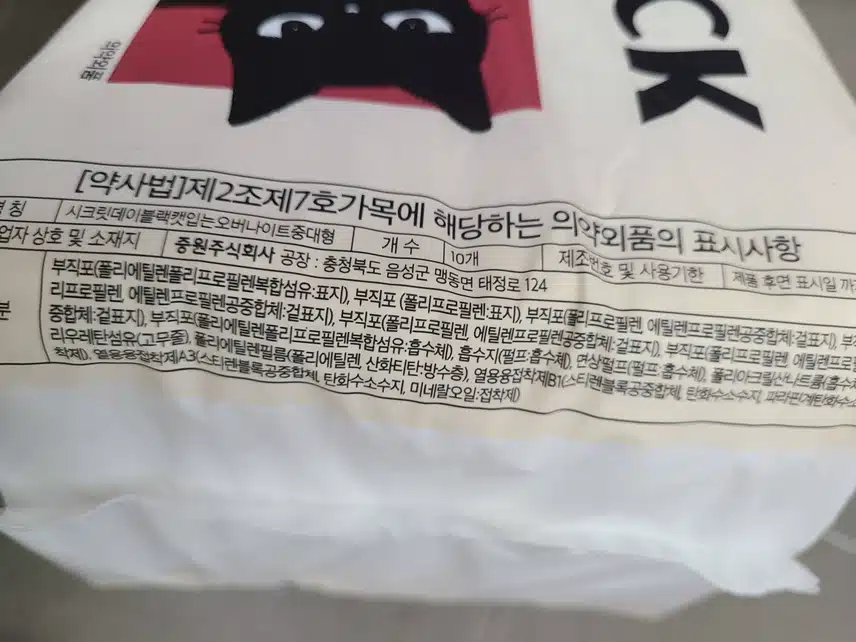 CK
의약외품
[약사법]제2조제7호가목에 해당하는 의약외품의 표시사항
명 칭 시크릿데이블랙캣입는오버나이트중대형 개 수 10개 제조번호 및 사용기한 제품 후면 표시일 까
업자 상호 및 소재지 중원주식회사 공장 : 충청북도 음성군 맹동면 태정로 124
분 부직포(폴리에틸렌폴리프로필렌복합섬유:표지), 부직포 (폴리프로필렌:표지), 부직포(폴리프로필렌, 에틸렌프로필렌공중합체:겉표지), 부직
리프로필렌, 에틸렌프로필렌공중합체:겉표지), 부직포(폴리프로필렌, 에틸렌프로필렌공중합체:겉표지), 부직포(폴리프로필렌, 에틸렌프로필
중합체:겉표지), 부직포(폴리에틸렌폴리프로필렌복합섬유:흡수체), 흡수지(펄프:흡수체), 면상펄프(펄프:흡수체), 폴리아크릴산나트륨(흡수
리우레탄섬유(고무줄), 폴리에틸렌필름(폴리에틸렌, 산화티탄:방수층), 열용융접착제B1(스티렌블록공중합체, 탄화수소수지, 파라핀계탄화수소
착제), 열용융접착제A3(스티렌블록공중합체, 탄화수소수지, 미네랄오일:접착제)